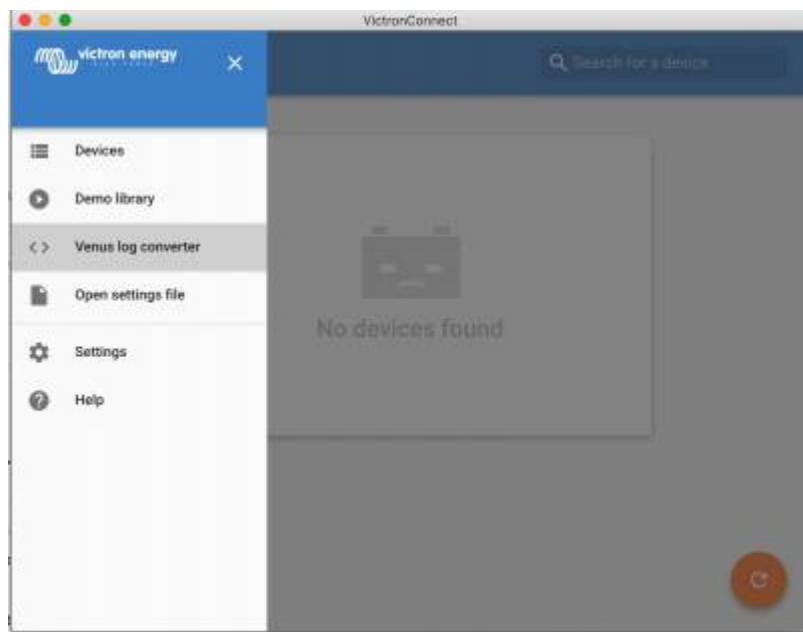 VictronConnect
victron energy
Search for a device
Devices
Demo library
Venus log converter
Open settings file
No devices found
Settings
Help